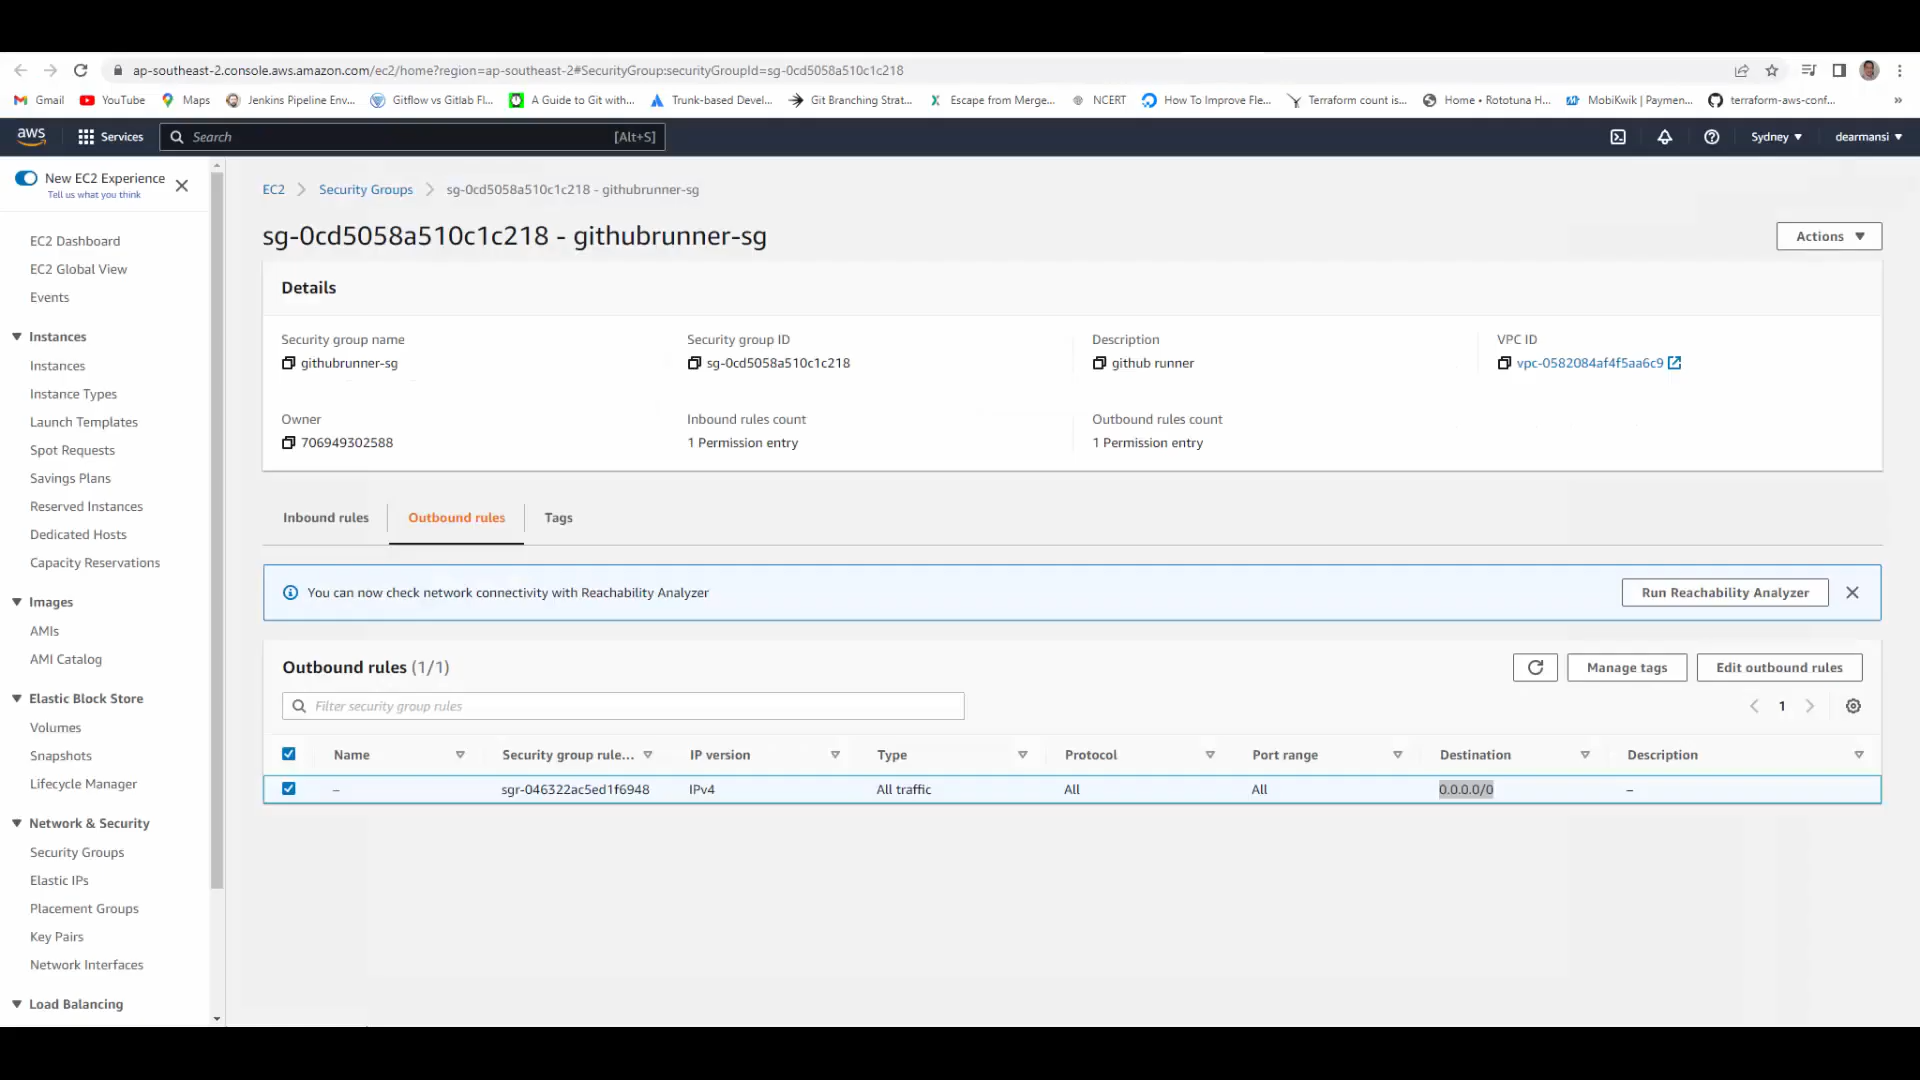 ap-southeast-2.console.aws.amazon.com/ec2/home?region=ap-southeast-2#SecurityGroup:securityGroupId=sg-0cd5058a510c1c218
Gmail YouTube Maps Jenkins Pipeline Env... Gitflow vs Gitlab Fl... A Guide to Git with... Trunk-based Devel... Git Branching Strat... Escape from Merge... NCERT How To Improve Fle... Terraform count is... Home • Rototuna H... MobiKwik | Paymen... terraform-aws-conf... »
aws Services Search [Alt+S] Sydney dearmansi
New EC2 Experience
Tell us what you think
EC2 Dashboard
EC2 Global View
Events
Instances
Instances
Instance Types
Launch Templates
Spot Requests
Savings Plans
Reserved Instances
Dedicated Hosts
Capacity Reservations
Images
AMIs
AMI Catalog
Elastic Block Store
Volumes
Snapshots
Lifecycle Manager
Network & Security
Security Groups
Elastic IPs
Placement Groups
Key Pairs
Network Interfaces
Load Balancing
EC2 Security Groups sg-0cd5058a510c1c218 - githubrunner-sg
sg-0cd5058a510c1c218 - githubrunner-sg
Actions
Details
Security group name Security group ID Description VPC ID
githubrunner-sg sg-0cd5058a510c1c218 github runner vpc-0582084af4f5aa6c9
Owner Inbound rules count Outbound rules count
706949302588 1 Permission entry 1 Permission entry
Inbound rules Outbound rules Tags
You can now check network connectivity with Reachability Analyzer Run Reachability Analyzer
Outbound rules (1/1) Manage tags Edit outbound rules
Filter security group rules 1
Name Security group rule... IP version Type Protocol Port range Destination Description
– sgr-046322ac5ed1f6948 IPv4 All traffic All All 0.0.0.0/0 –